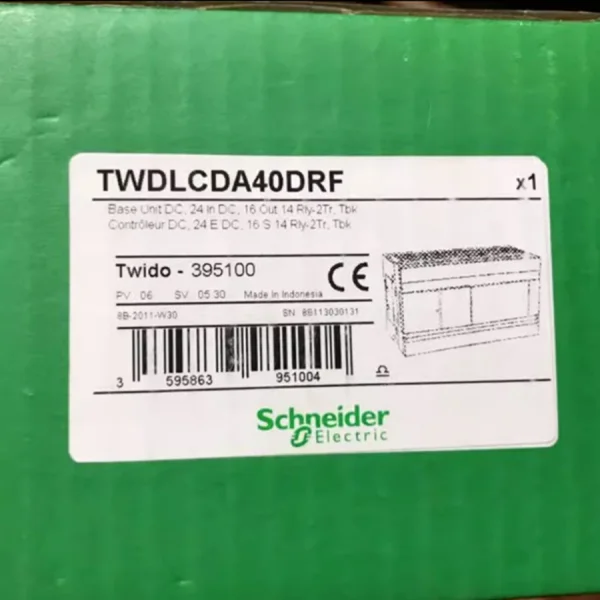 TWDLCDA40DRF x1
Base Unit DC, 24 In DC, 16 Out 14 Rly-2Tr, Tbk
Contrôleur DC, 24 E DC, 16 S 14 Rly-2Tr, Tbk
Twido - 395100 CE
PV : 06 SV : 05.30 Made In Indonesia
8B-2011-W30 SN : 8B113030131
3 595863 951004
Schneider
Electric